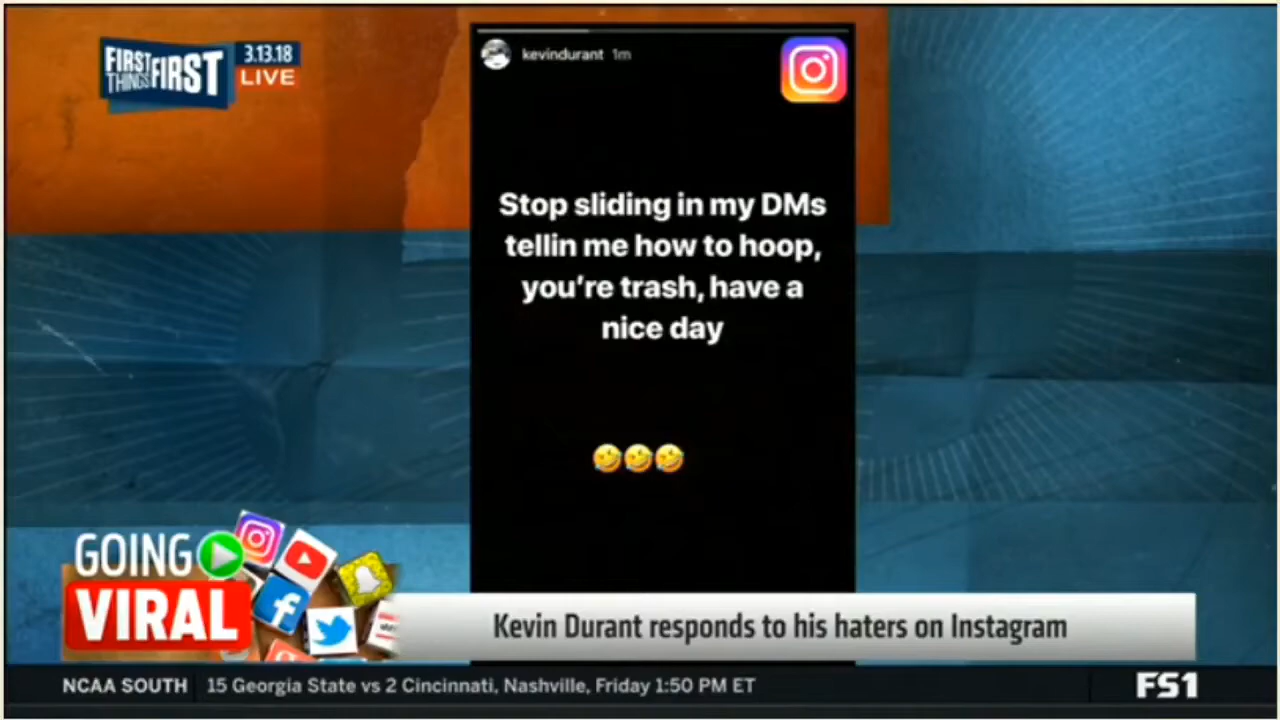 FIRST
THINGS FIRST
3.13.18
LIVE
kevindurant 1m
Stop sliding in my DMs
tellin me how to hoop,
you're trash, have a
nice day
🤣🤣🤣
GOING
VIRAL
Kevin Durant responds to his haters on Instagram
NCAA SOUTH 15 Georgia State vs 2 Cincinnati, Nashville, Friday 1:50 PM ET
FS1